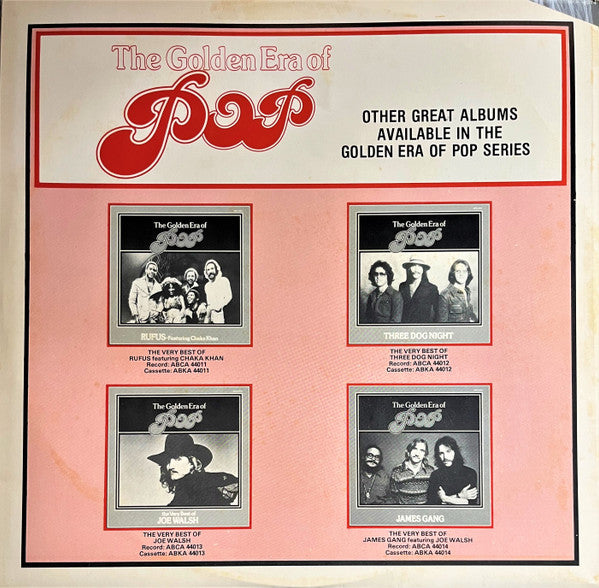 The Golden Era of
POP
OTHER GREAT ALBUMS
AVAILABLE IN THE
GOLDEN ERA OF POP SERIES
The Golden Era of
POP
RUFUS-Featuring Chaka Khan
THE VERY BEST OF
RUFUS featuring CHAKA KHAN
Record: ABCA 44011
Cassette: ABKA 44011
The Golden Era of
POP
THREE DOG NIGHT
THE VERY BEST OF
THREE DOG NIGHT
Record: ABCA 44012
Cassette: ABKA 44012
The Golden Era of
POP
the Very Best of
JOE WALSH
THE VERY BEST OF
JOE WALSH
Record: ABCA 44013
Cassette: ABKA 44013
The Golden Era of
POP
JAMES GANG
THE VERY BEST OF
JAMES GANG featuring JOE WALSH
Record: ABCA 44014
Cassette: ABKA 44014